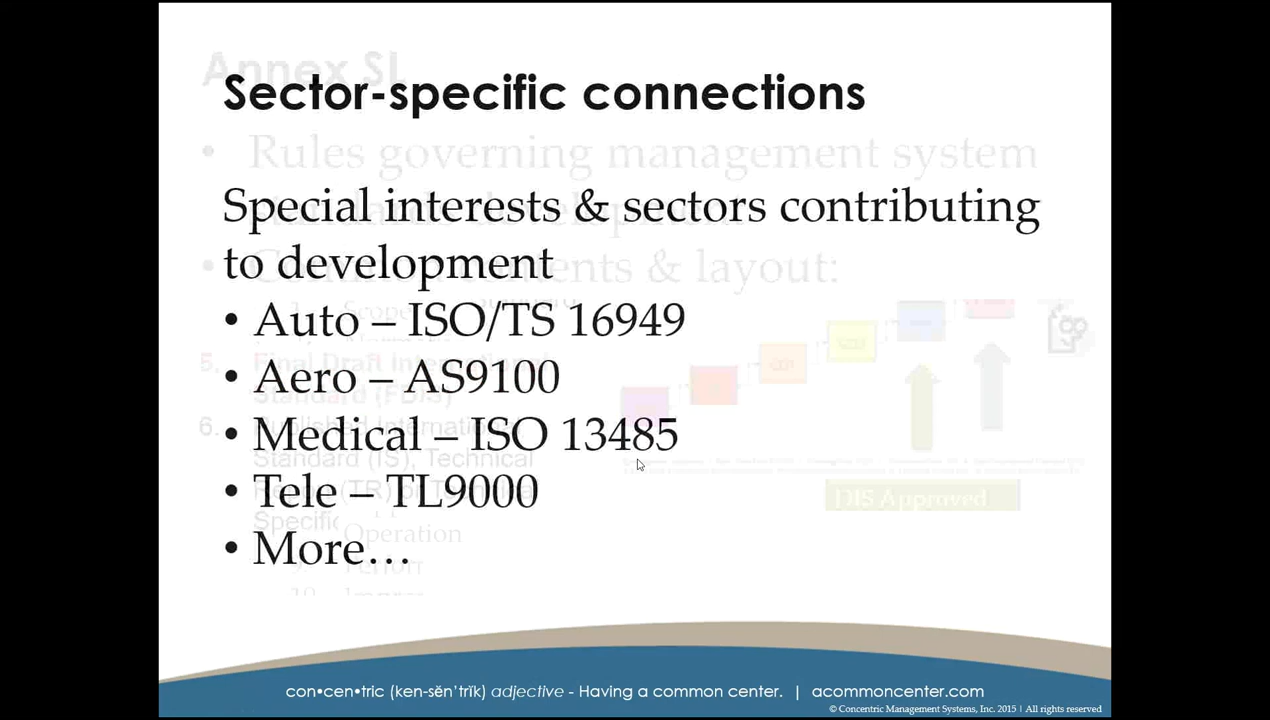 Annex SL
Sector-specific connections
• Rules governing management system
Special interests & sectors contributing
to development
contents & layout:
• Auto – ISO/TS 16949
Scope
5. Final Draft International
• Aero – AS9100
Standard (FDIS)
• Medical – ISO 13485
6. Published International
Standard (IS), Technical
• Tele – TL9000
DIS Approved
Operation
• More…
con•cen•tric (ken-sĕn'trĭk) adjective - Having a common center. | acommoncenter.com
© Concentric Management Systems, Inc. 2015 | All rights reserved